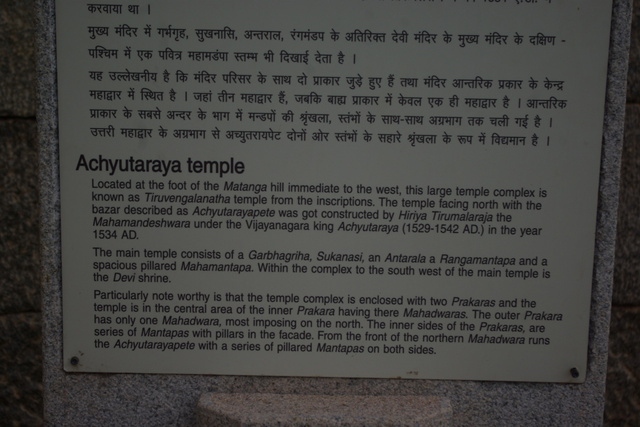 करवाया था ।
मुख्य मंदिर में गर्भगृह, सुखनासि, अन्तराल, रंगमंडप के अतिरिक्त देवी मंदिर के मुख्य मंदिर के दक्षिण -
पश्चिम में एक पवित्र महामडंपा स्तम्भ भी दिखाई देता है ।
यह उल्लेखनीय है कि मंदिर परिसर के साथ दो प्राकार जुड़े हुए हैं तथा मंदिर आन्तरिक प्राकार के केन्द्र
महाद्वार में स्थित है । जहां तीन महाद्वार हैं, जबकि बाह्य प्राकार में केवल एक ही महाद्वार है । आन्तरिक
प्राकार के सबसे अन्दर के भाग में मन्डपों की श्रृंखला, स्तंभों के साथ-साथ अग्रभाग तक चली गई है ।
उत्तरी महाद्वार के अग्रभाग से अच्युतरायपेट दोनों ओर स्तंभों के सहारे श्रृंखला के रूप में विद्यमान है ।
Achyutaraya temple
Located at the foot of the Matanga hill immediate to the west, this large temple complex is
known as Tiruvengalanatha temple from the inscriptions. The temple facing north with the
bazar described as Achyutarayapete was got constructed by Hiriya Tirumalaraja the
Mahamandeshwara under the Vijayanagara king Achyutaraya (1529-1542 AD.) in the year
1534 AD.
The main temple consists of a Garbhagriha, Sukanasi, an Antarala a Rangamantapa and a
spacious pillared Mahamantapa. Within the complex to the south west of the main temple is
the Devi shrine.
Particularly note worthy is that the temple complex is enclosed with two Prakaras and the
temple is in the central area of the inner Prakara having there Mahadwaras. The outer Prakara
has only one Mahadwara, most imposing on the north. The inner sides of the Prakaras, are
series of Mantapas with pillars in the facade. From the front of the northern Mahadwara runs
the Achyutarayapete with a series of pillared Mantapas on both sides.